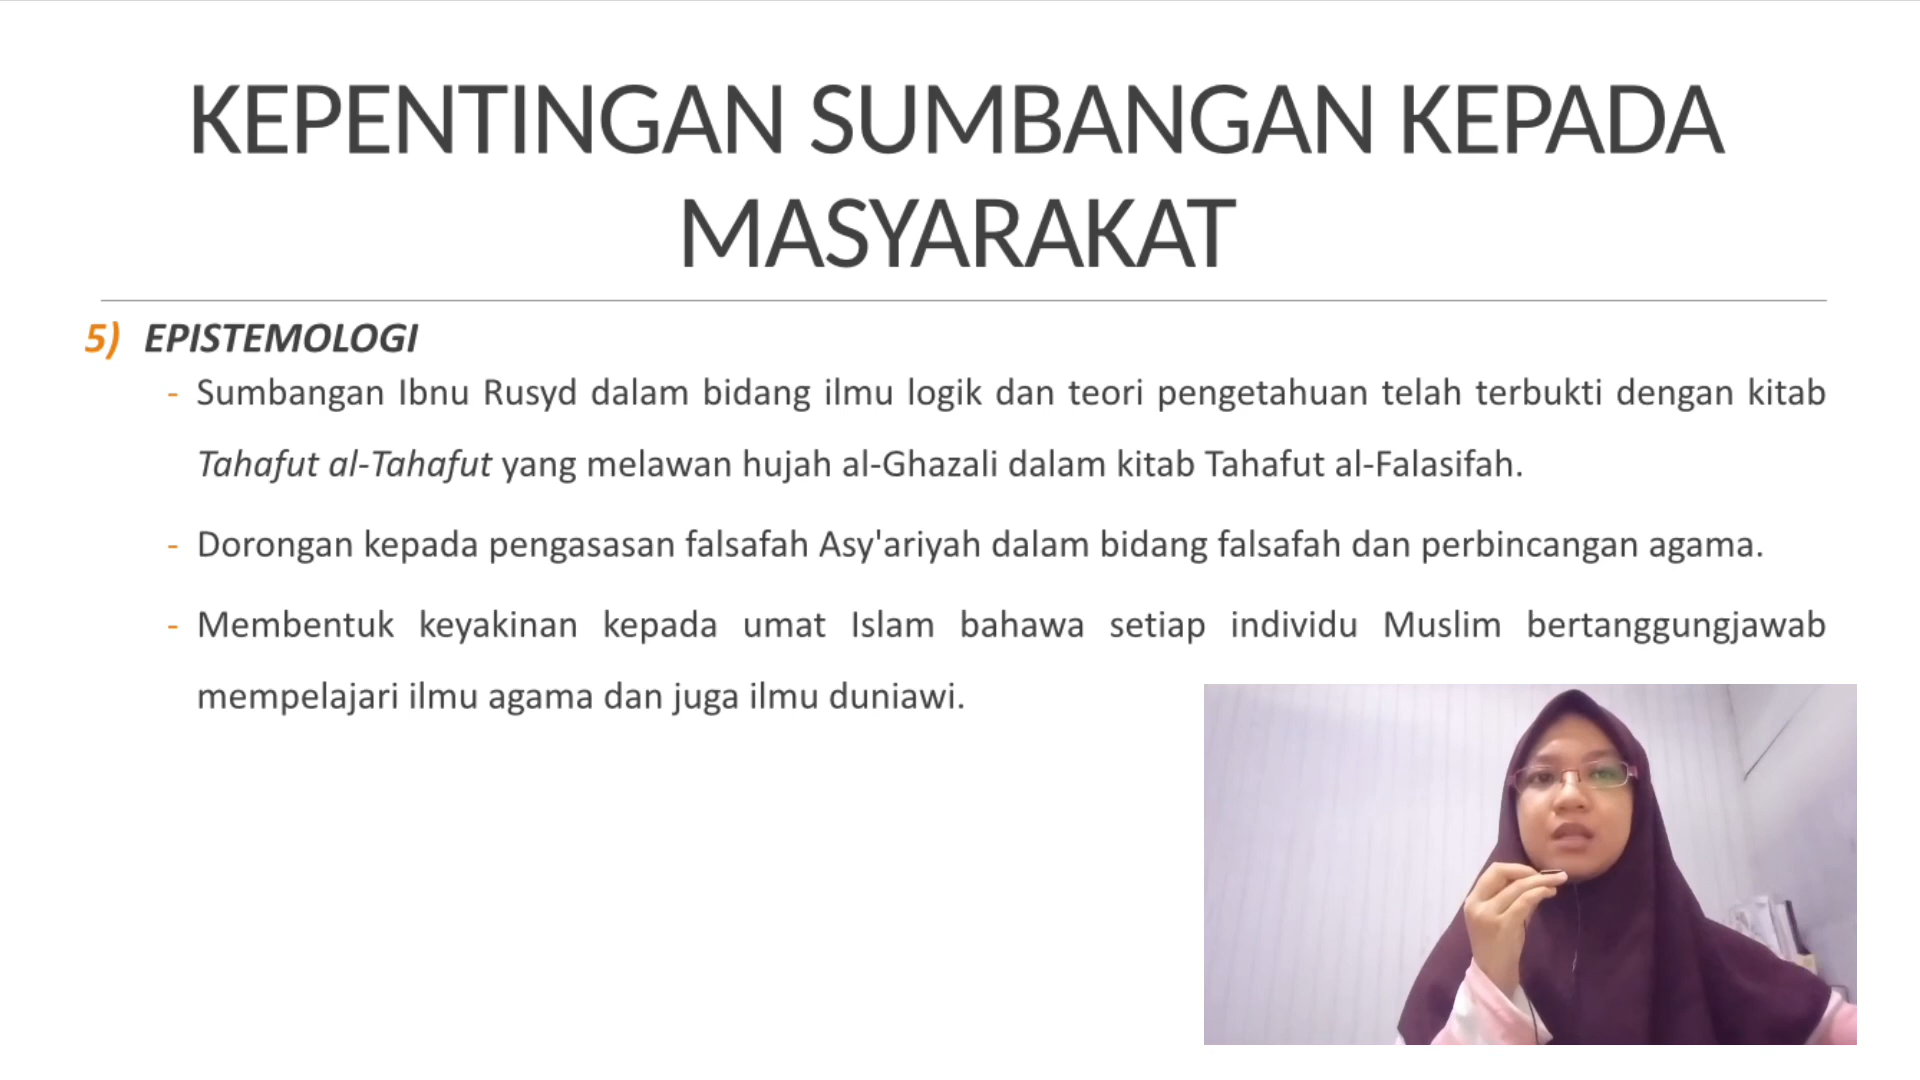 KEPENTINGAN SUMBANGAN KEPADA
MASYARAKAT
5) EPISTEMOLOGI
- Sumbangan Ibnu Rusyd dalam bidang ilmu logik dan teori pengetahuan telah terbukti dengan kitab
Tahafut al-Tahafut yang melawan hujah al-Ghazali dalam kitab Tahafut al-Falasifah.
- Dorongan kepada pengasasan falsafah Asy'ariyah dalam bidang falsafah dan perbincangan agama.
- Membentuk keyakinan kepada umat Islam bahawa setiap individu Muslim bertanggungjawab
mempelajari ilmu agama dan juga ilmu duniawi.